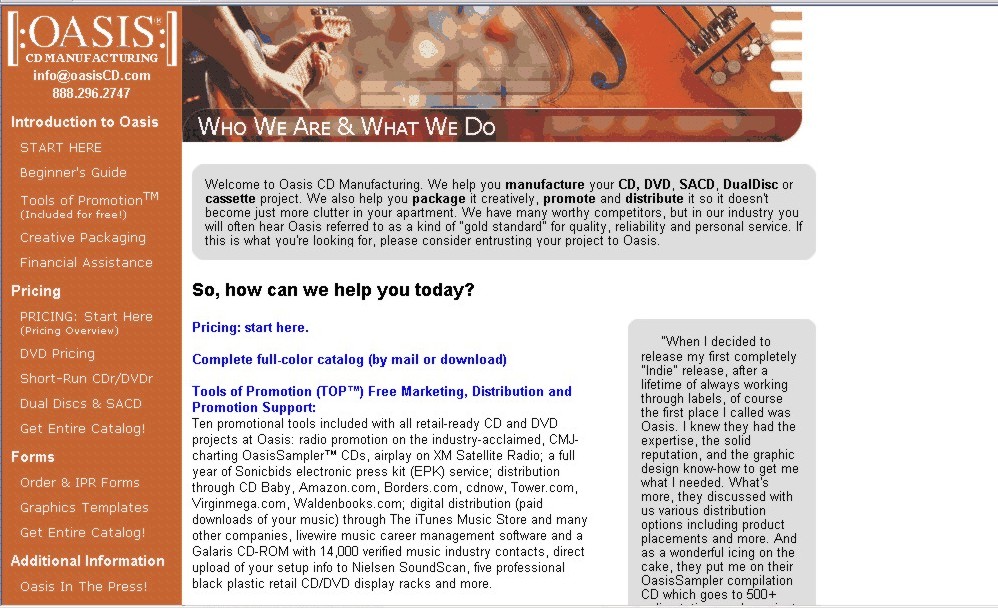 |:OASIS:|®
CD MANUFACTURING
info@oasisCD.com
888.296.2747
Introduction to Oasis
START HERE
Beginner's Guide
Tools of Promotion™
(Included for free!)
Creative Packaging
Financial Assistance
Pricing
PRICING: Start Here
(Pricing Overview)
DVD Pricing
Short-Run CDr/DVDr
Dual Discs & SACD
Get Entire Catalog!
Forms
Order & IPR Forms
Graphics Templates
Get Entire Catalog!
Additional Information
Oasis In The Press!
WHO WE ARE & WHAT WE DO
Welcome to Oasis CD Manufacturing. We help you manufacture your CD, DVD, SACD, DualDisc or
cassette project. We also help you package it creatively, promote and distribute it so it doesn't
become just more clutter in your apartment. We have many worthy competitors, but in our industry you
will often hear Oasis referred to as a kind of "gold standard" for quality, reliability and personal service. If
this is what you're looking for, please consider entrusting your project to Oasis.
So, how can we help you today?
Pricing: start here.
Complete full-color catalog (by mail or download)
Tools of Promotion (TOP™) Free Marketing, Distribution and
Promotion Support:
Ten promotional tools included with all retail-ready CD and DVD
projects at Oasis: radio promotion on the industry-acclaimed, CMJ-
charting OasisSampler™ CDs, airplay on XM Satellite Radio; a full
year of Sonicbids electronic press kit (EPK) service; distribution
through CD Baby, Amazon.com, Borders.com, cdnow, Tower.com,
Virginmega.com, Waldenbooks.com; digital distribution (paid
downloads of your music) through The iTunes Music Store and many
other companies, livewire music career management software and a
Galaris CD-ROM with 14,000 verified music industry contacts, direct
upload of your setup info to Nielsen SoundScan, five professional
black plastic retail CD/DVD display racks and more.
"When I decided to
release my first completely
"Indie" release, after a
lifetime of always working
through labels, of course
the first place I called was
Oasis. I knew they had the
expertise, the solid
reputation, and the graphic
design know-how to get me
what I needed. What's
more, they discussed with
us various distribution
options including product
placements and more. And
as a wonderful icing on the
cake, they put me on their
OasisSampler compilation
CD which goes to 500+